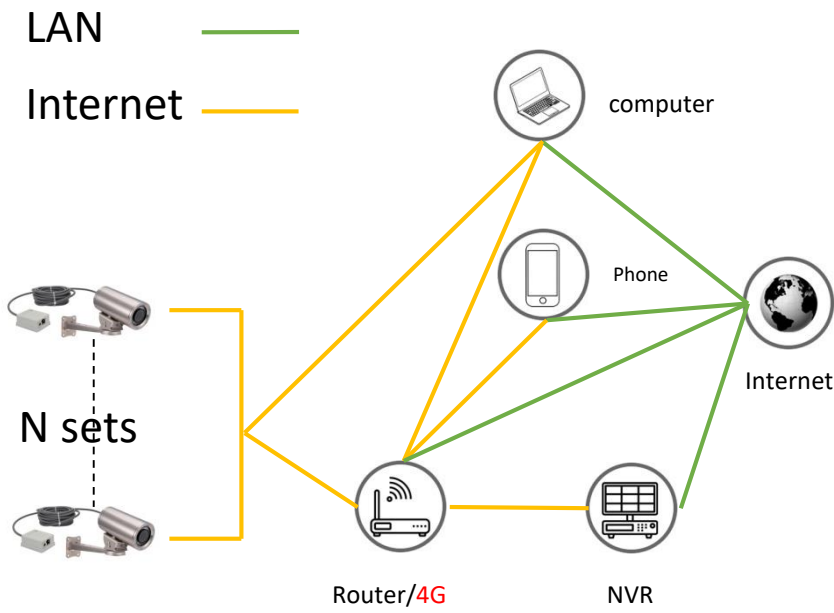 LAN
Internet
computer
Phone
Internet
N sets
Router/4G
NVR